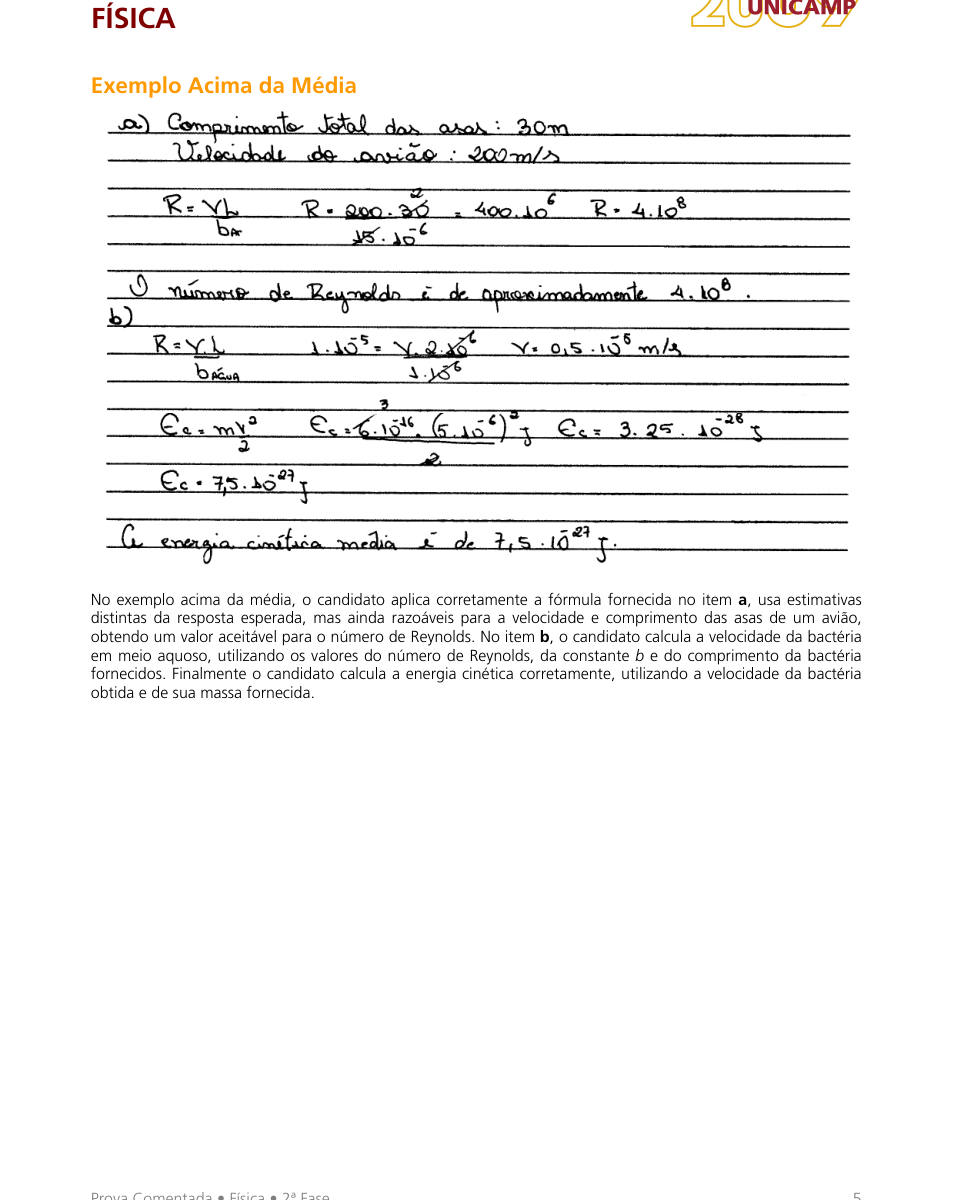 FÍSICA
2009
UNICAMP
Exemplo Acima da Média
a) Comprimento total das asas: 30m
Velocidade do avião: 200m/s
R = VL/bAr R = 200.30/15.10^-6 2 = 400.10^6 R = 4.10^8
O número de Reynolds é de aproximadamente 4.10^8.
b)
R = V.L/bÁGUA 1.10^-5 = V.2.10^-6/1.10^-6 V = 0,5.10^-5 m/s
Ec = mv²/2 Ec = 6.10^-16.(5.10^-6)²/2 3 J Ec = 3.25.10^-28 J
Ec = 7,5.10^-27 J
A energia cinética media é de 7,5.10^-27 J.
No exemplo acima da média, o candidato aplica corretamente a fórmula fornecida no item a, usa estimativas
distintas da resposta esperada, mas ainda razoáveis para a velocidade e comprimento das asas de um avião,
obtendo um valor aceitável para o número de Reynolds. No item b, o candidato calcula a velocidade da bactéria
em meio aquoso, utilizando os valores do número de Reynolds, da constante b e do comprimento da bactéria
fornecidos. Finalmente o candidato calcula a energia cinética corretamente, utilizando a velocidade da bactéria
obtida e de sua massa fornecida.
Prova Comentada • Física • 2ª Fase
5